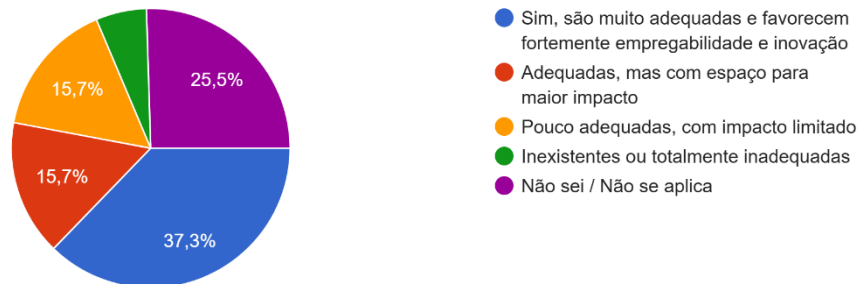 25,5%
15,7%
15,7%
37,3%
Sim, são muito adequadas e favorecem
fortemente empregabilidade e inovação
Adequadas, mas com espaço para
maior impacto
Pouco adequadas, com impacto limitado
Inexistentes ou totalmente inadequadas
Não sei / Não se aplica